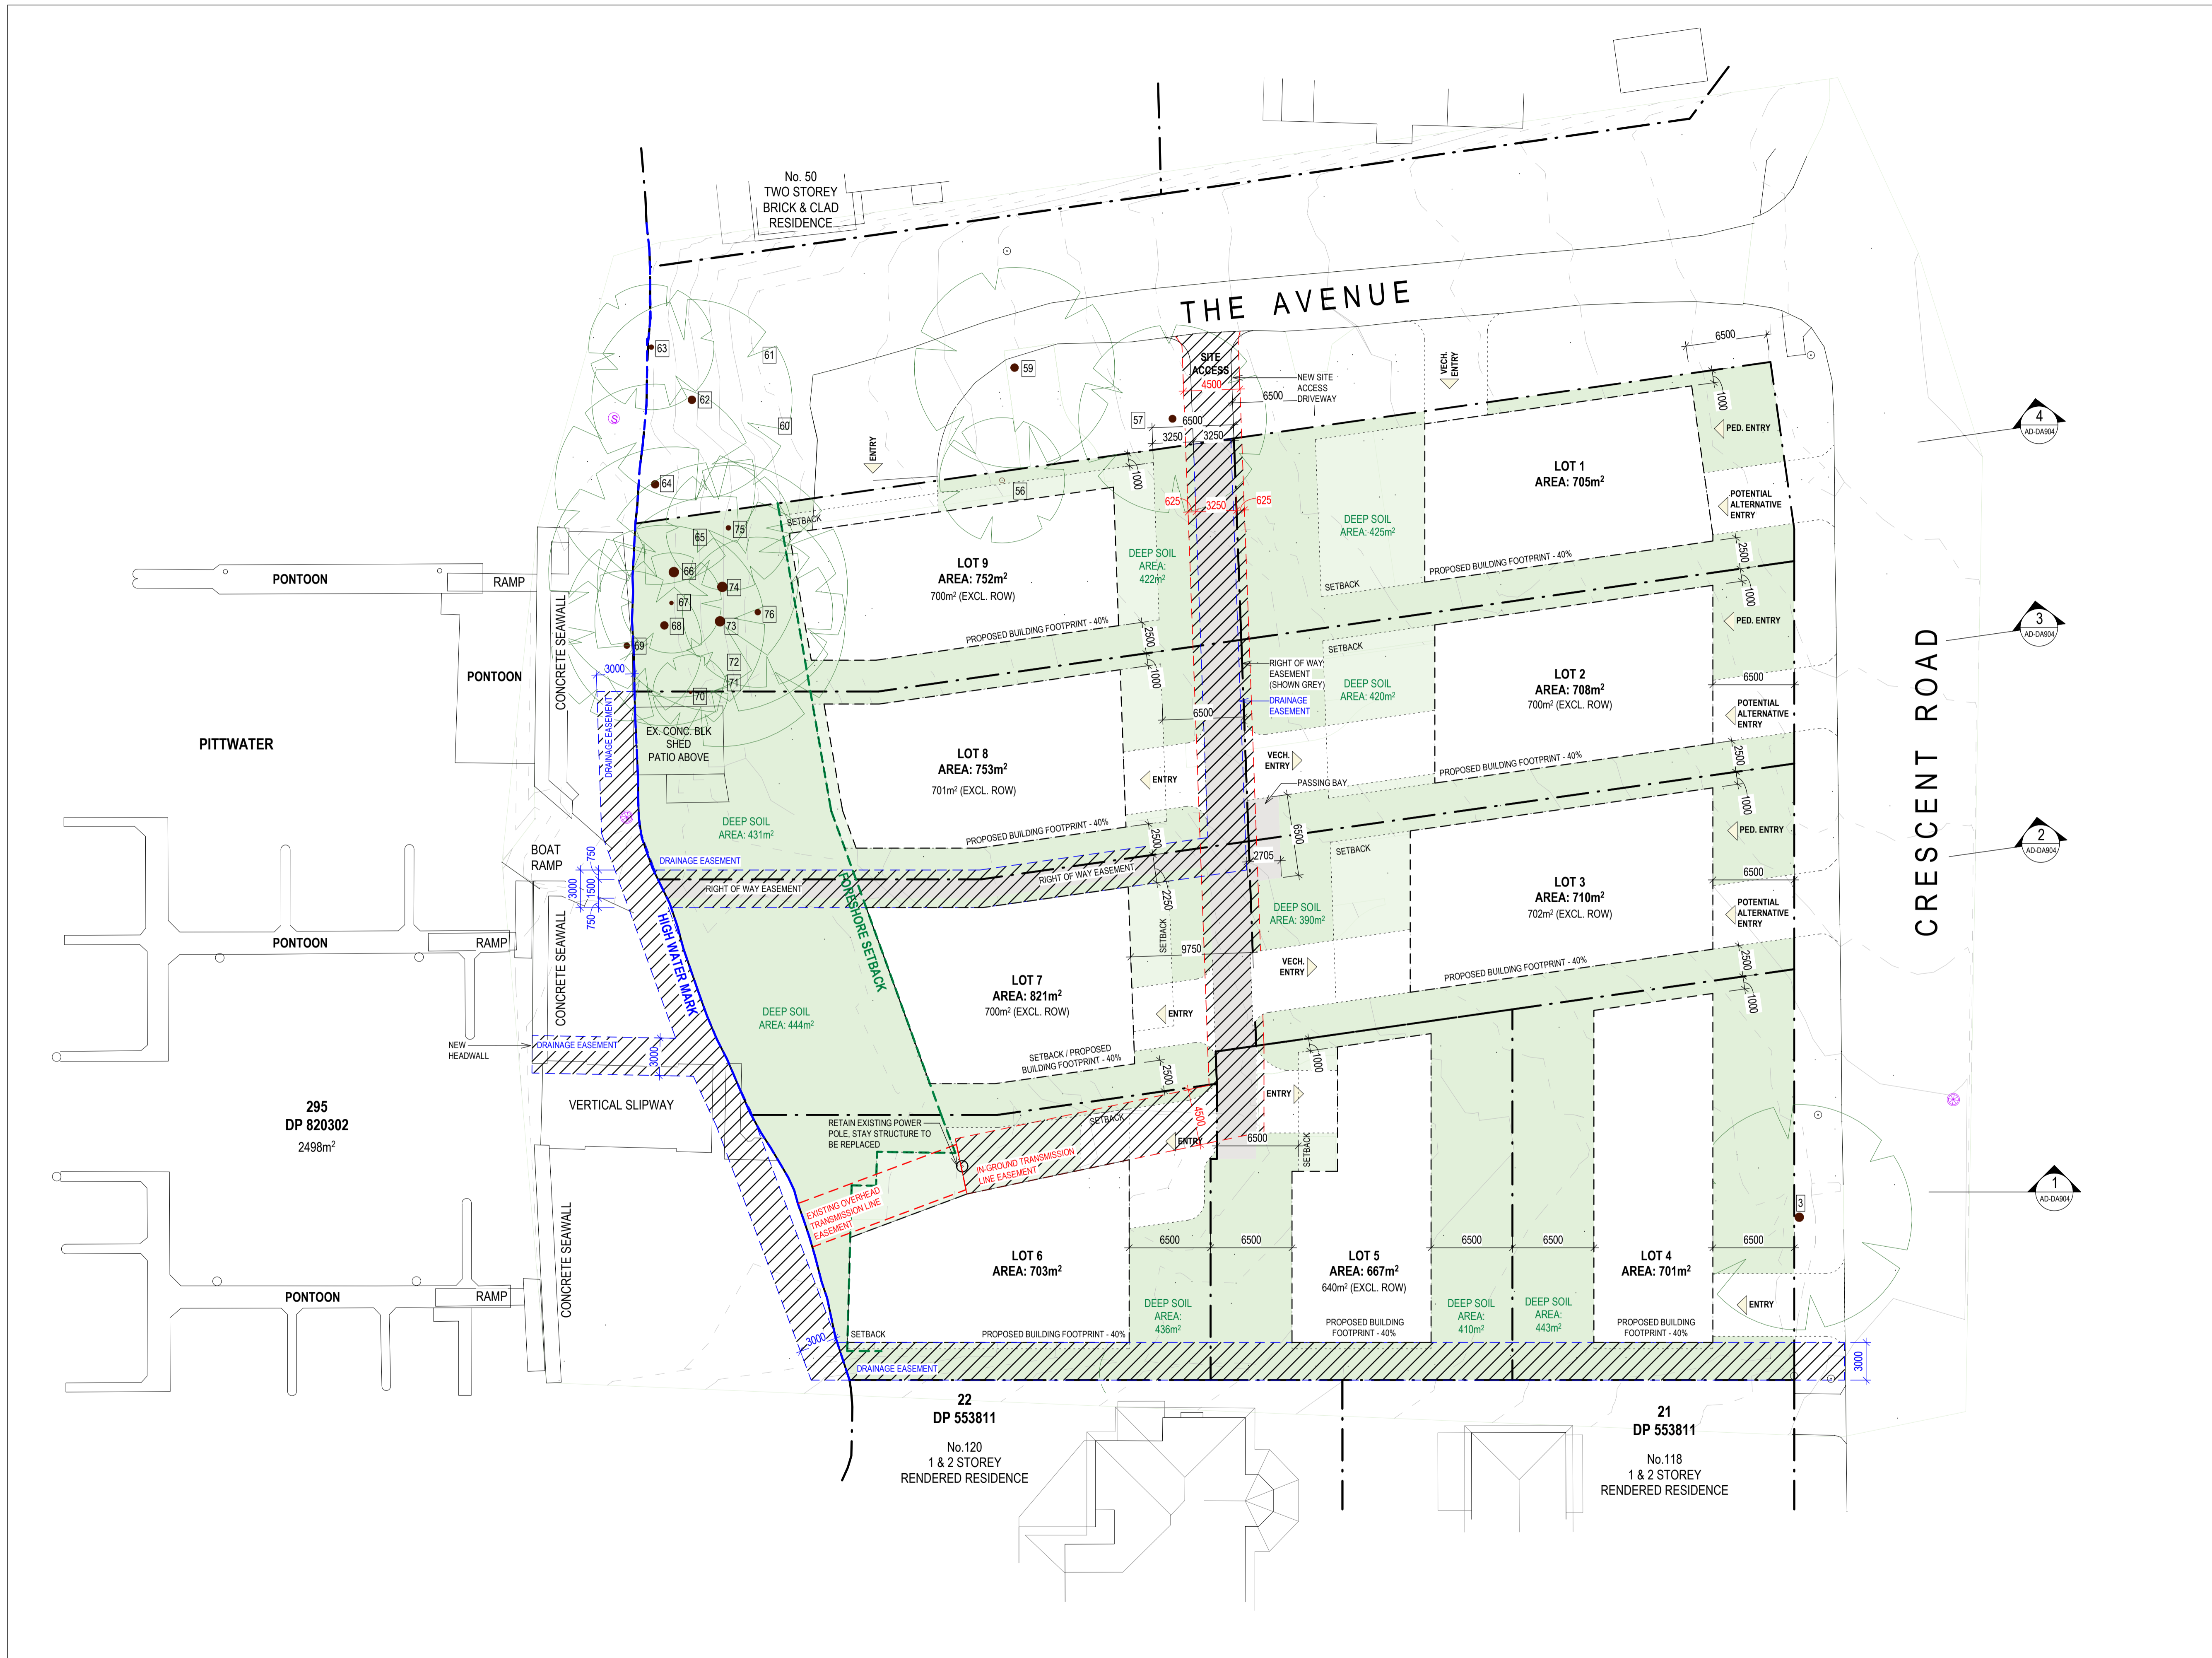 No. 50
TWO STOREY
BRICK & CLAD
RESIDENCE
THE AVENUE
63
61
62
60
59
57
56
64
65
75
66
74
67
76
68
73
69
72
71
70
SITE
ACCESS
4500
NEW SITE
ACCESS
DRIVEWAY
6500
6500
3250
3250
1000
625
3250
625
VECH.
ENTRY
ENTRY
6500
1000
PED. ENTRY
LOT 1
AREA: 705m²
POTENTIAL
ALTERNATIVE
ENTRY
DEEP SOIL
AREA: 425m²
PROPOSED BUILDING FOOTPRINT - 40%
SETBACK
2500
1000
4
AD-DA904
SETBACK
LOT 9
AREA: 752m²
700m² (EXCL. ROW)
DEEP SOIL
AREA:
422m²
PROPOSED BUILDING FOOTPRINT - 40%
2500
1000
PONTOON
RAMP
CONCRETE SEAWALL
PONTOON
PITTWATER
3000
DRAINAGE EASEMENT
EX. CONC. BLK
SHED
PATIO ABOVE
RIGHT OF WAY
EASEMENT
(SHOWN GREY)
DRAINAGE
EASEMENT
6500
SETBACK
DEEP SOIL
AREA: 420m²
LOT 2
AREA: 708m²
700m² (EXCL. ROW)
PED. ENTRY
6500
POTENTIAL
ALTERNATIVE
ENTRY
3
AD-DA904
CRESCENT ROAD
LOT 8
AREA: 753m²
701m² (EXCL. ROW)
ENTRY
VECH.
ENTRY
PASSING BAY
PROPOSED BUILDING FOOTPRINT - 40%
2500
1000
DEEP SOIL
AREA: 431m²
PROPOSED BUILDING FOOTPRINT - 40%
2500
6500
2705
SETBACK
PED. ENTRY
2
AD-DA904
BOAT
RAMP
750
3000
1500
750
DRAINAGE EASEMENT
RIGHT OF WAY EASEMENT
RIGHT OF WAY EASEMENT
2250
FORESHORE SETBACK
HIGH WATER MARK
SETBACK
9750
DEEP SOIL
AREA: 390m²
LOT 3
AREA: 710m²
702m² (EXCL. ROW)
6500
POTENTIAL
ALTERNATIVE
ENTRY
VECH.
ENTRY
PROPOSED BUILDING FOOTPRINT - 40%
2500
1000
PONTOON
RAMP
CONCRETE SEAWALL
NEW
HEADWALL
DRAINAGE EASEMENT
3000
DEEP SOIL
AREA: 444m²
LOT 7
AREA: 821m²
700m² (EXCL. ROW)
ENTRY
SETBACK / PROPOSED
BUILDING FOOTPRINT - 40%
2500
1000
295
DP 820302
2498m²
VERTICAL SLIPWAY
RETAIN EXISTING POWER
POLE, STAY STRUCTURE TO
BE REPLACED
SETBACK
4500
ENTRY
ENTRY
6500
SETBACK
IN-GROUND TRANSMISSION
LINE EASEMENT
EXISTING OVERHEAD
TRANSMISSION LINE
EASEMENT
3
1
AD-DA904
CONCRETE SEAWALL
PONTOON
RAMP
LOT 6
AREA: 703m²
6500
6500
LOT 5
AREA: 667m²
640m² (EXCL. ROW)
6500
6500
LOT 4
AREA: 701m²
6500
ENTRY
DEEP SOIL
AREA:
436m²
DEEP SOIL
AREA:
410m²
DEEP SOIL
AREA:
443m²
3000
SETBACK
PROPOSED BUILDING FOOTPRINT - 40%
PROPOSED BUILDING
FOOTPRINT - 40%
PROPOSED BUILDING
FOOTPRINT - 40%
DRAINAGE EASEMENT
3000
22
DP 553811
No.120
1 & 2 STOREY
RENDERED RESIDENCE
21
DP 553811
No.118
1 & 2 STOREY
RENDERED RESIDENCE
S